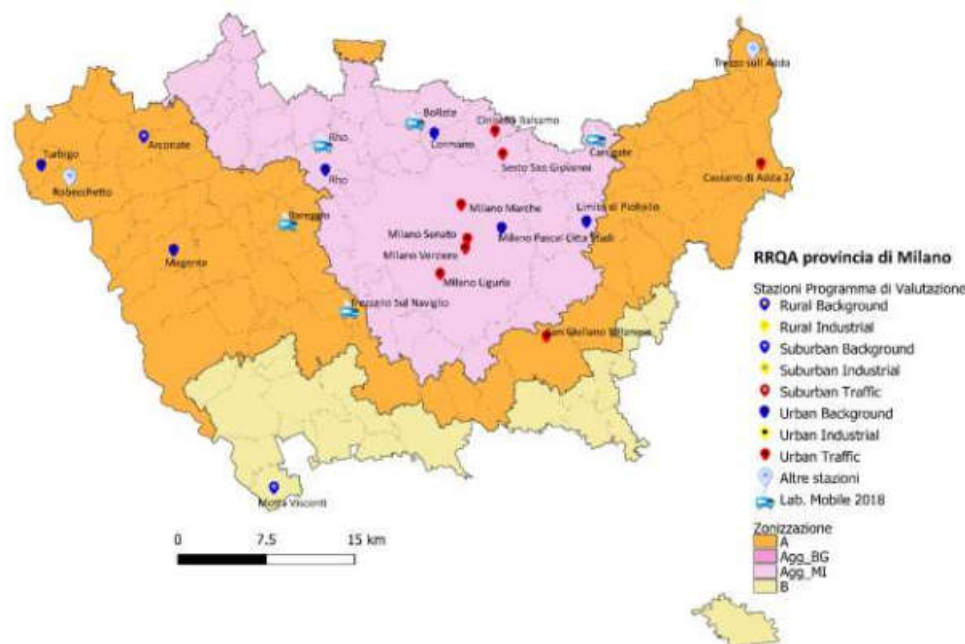 Trezzo sull Adda
Bollate
Cinisello Balsamo
Cormano
Rho
Carugate
Arconate
Sesto San Giovanni
Turbigo
Robecchetto
Rho
Cassano di Adda 2
Bareggio
Milano Marche
Limito di Pioltello
Milano Senato
Milano Pascal Citta Studi
Milano Verziere
Magenta
Milano Liguria
Trezzano Sul Naviglio
San Giuliano Milanese
Motta Visconti
0 7.5 15 km
RRQA provincia di Milano
Stazioni Programma di Valutazione
Rural Background
Rural Industrial
Suburban Background
Suburban Industrial
Suburban Traffic
Urban Background
Urban Industrial
Urban Traffic
Altre stazioni
Lab. Mobile 2018
Zonizzazione
A
Agg_BG
Agg_MI
B